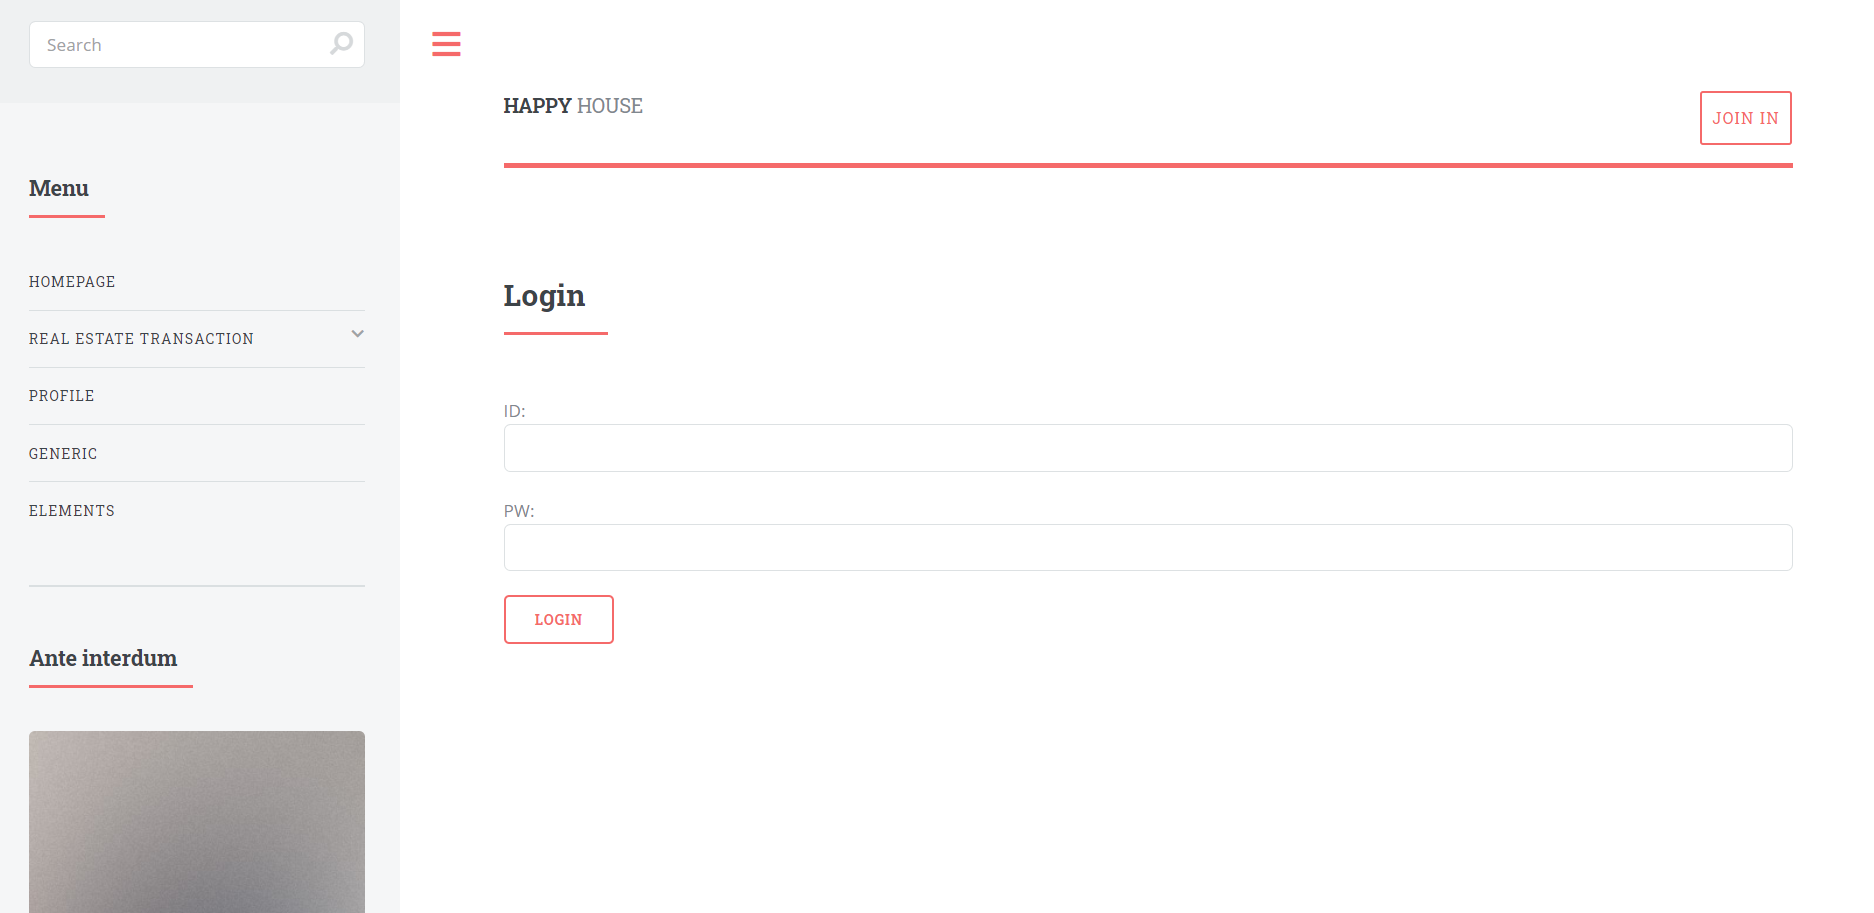 Search
Menu
HOMEPAGE
REAL ESTATE TRANSACTION
PROFILE
GENERIC
ELEMENTS
Ante interdum
HAPPY HOUSE
JOIN IN
Login
ID:
PW:
LOGIN